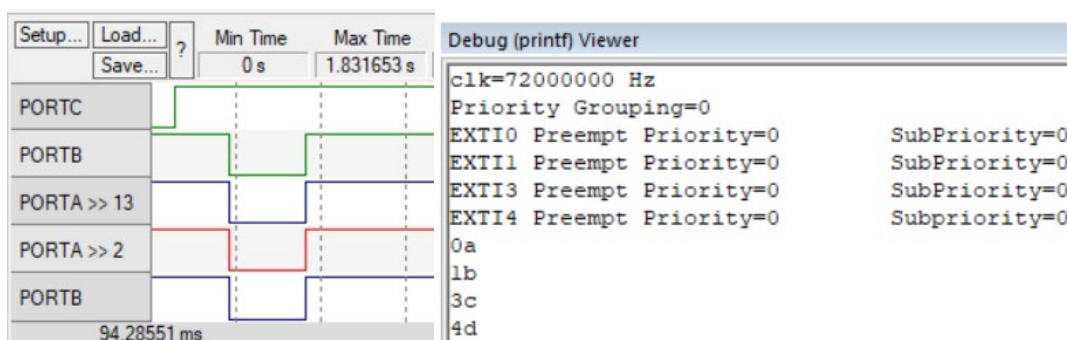 Setup... Load... ? Min Time Max Time
Save... 0 s 1.831653 s
PORTC
PORTB
PORTA >> 13
PORTA >> 2
PORTB
94.28551 ms
Debug (printf) Viewer
clk=72000000 Hz
Priority Grouping=0
EXTI0 Preempt Priority=0 SubPriority=0
EXTI1 Preempt Priority=0 SubPriority=0
EXTI3 Preempt Priority=0 SubPriority=0
EXTI4 Preempt Priority=0 Subpriority=0
0a
1b
3c
4d